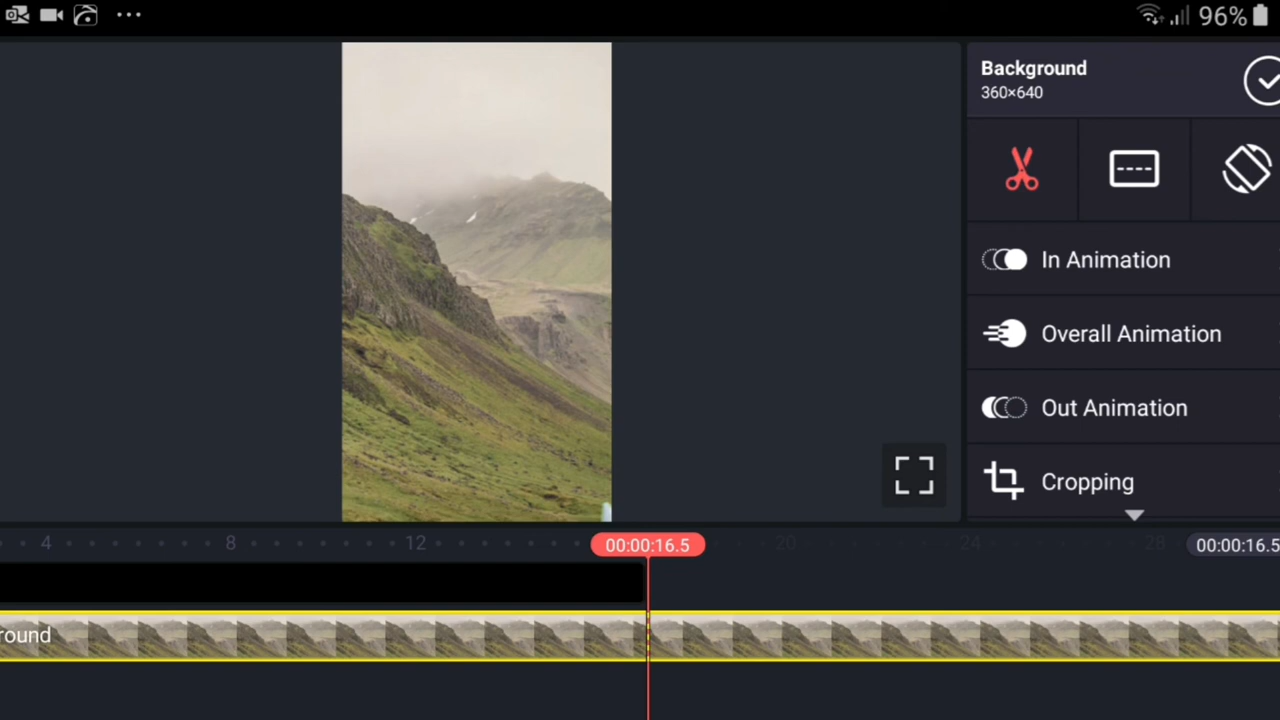 96%
Background
360×640
In Animation
Overall Animation
Out Animation
Cropping
4
8
12
00:00:16.5
20
24
28
00:00:16.5
round